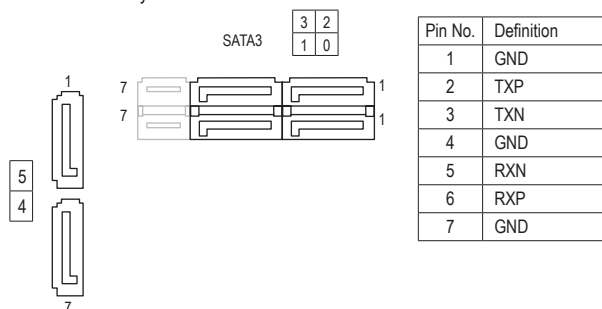 SATA3
3 2
1 0
7 1
7 1
1
5
4
7
Pin No. Definition
1 GND
2 TXP
3 TXN
4 GND
5 RXN
6 RXP
7 GND